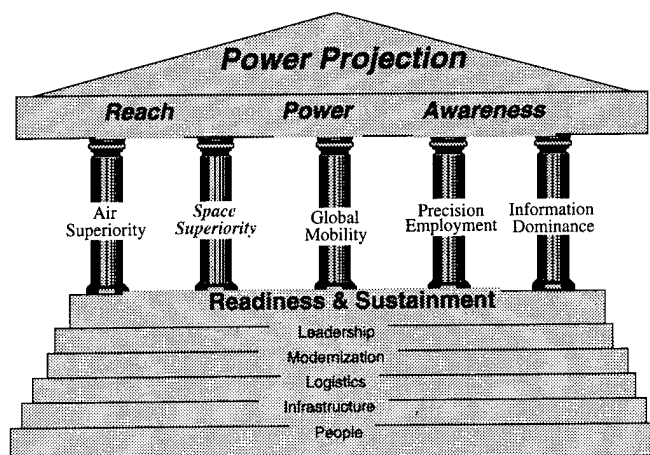 Power Projection
Reach Power Awareness
Air
Superiority
Space
Superiority
Global
Mobility
Precision
Employment
Information
Dominance
Readiness & Sustainment
Leadership
Modernization
Logistics
Infrastructure
People